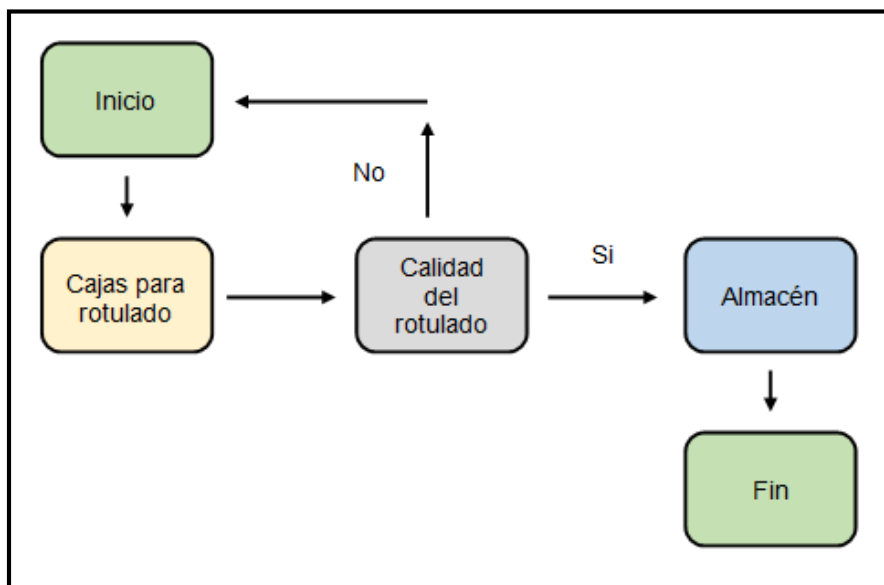 Inicio
No
Cajas para
rotulado
Calidad
del
rotulado
Si
Almacén
Fin